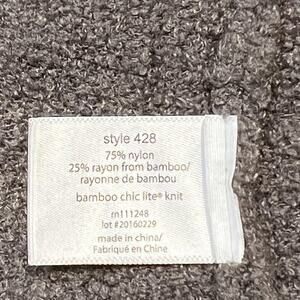 style 428
75% nylon
25% rayon from bamboo/
rayonne de bambou
bamboo chic lite® knit
rn111248
lot #20160229
made in china/
Fabriqué en Chine